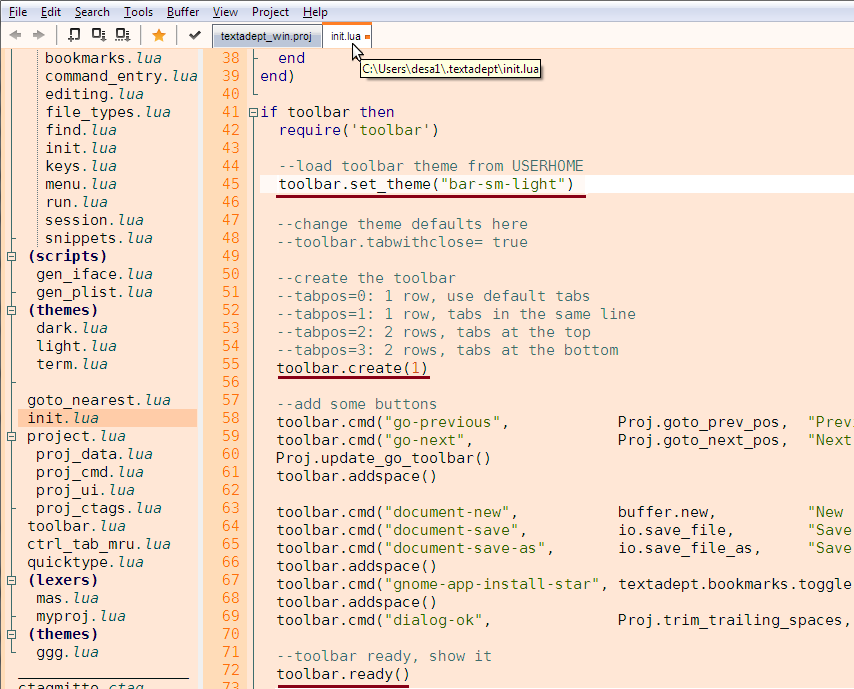 File Edit Search Tools Buffer View Project Help
textadept_win.proj init.lua
C:\Users\desa1\.textadept\init.lua
bookmarks.lua
command_entry.lua
editing.lua
file_types.lua
find.lua
init.lua
keys.lua
menu.lua
run.lua
session.lua
snippets.lua
(scripts)
gen_iface.lua
gen_plist.lua
(themes)
dark.lua
light.lua
term.lua
goto_nearest.lua
init.lua
project.lua
proj_data.lua
proj_cmd.lua
proj_ui.lua
proj_ctags.lua
toolbar.lua
ctrl_tab_mru.lua
quicktype.lua
(lexers)
mas.lua
myproj.lua
(themes)
ggg.lua
ctagmitto.ctag
38 end
39 end)
40
41 if toolbar then
42 require('toolbar')
43
44 --load toolbar theme from USERHOME
45 toolbar.set_theme("bar-sm-light")
46
47 --change theme defaults here
48 --toolbar.tabwithclose= true
49
50 --create the toolbar
51 --tabpos=0: 1 row, use default tabs
52 --tabpos=1: 1 row, tabs in the same line
53 --tabpos=2: 2 rows, tabs at the top
54 --tabpos=3: 2 rows, tabs at the bottom
55 toolbar.create(1)
56
57 --add some buttons
58 toolbar.cmd("go-previous", Proj.goto_prev_pos, "Prev
59 toolbar.cmd("go-next", Proj.goto_next_pos, "Next
60 Proj.update_go_toolbar()
61 toolbar.addspace()
62
63 toolbar.cmd("document-new", buffer.new, "New
64 toolbar.cmd("document-save", io.save_file, "Save
65 toolbar.cmd("document-save-as", io.save_file_as, "Save
66 toolbar.addspace()
67 toolbar.cmd("gnome-app-install-star", textadept.bookmarks.toggle
68 toolbar.addspace()
69 toolbar.cmd("dialog-ok", Proj.trim_trailing_spaces,
70
71 --toolbar ready, show it
72 toolbar.ready()
73